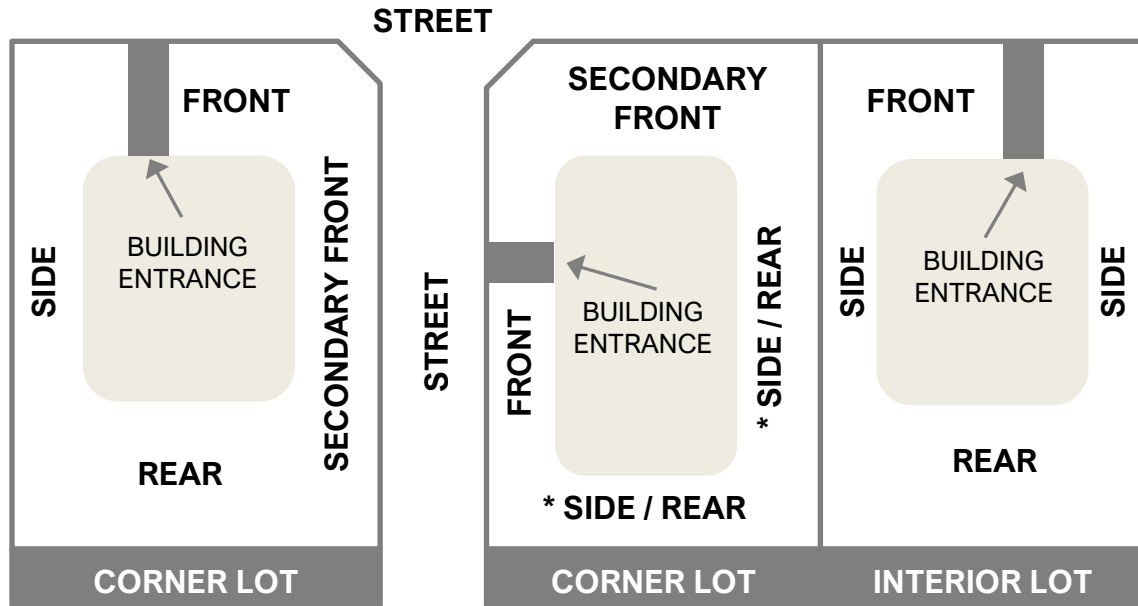 STREET
FRONT
SIDE
BUILDING
ENTRANCE
SECONDARY FRONT
REAR
CORNER LOT
STREET
SECONDARY
FRONT
FRONT
BUILDING
ENTRANCE
* SIDE / REAR
* SIDE / REAR
CORNER LOT
FRONT
SIDE
BUILDING
ENTRANCE
SIDE
REAR
INTERIOR LOT